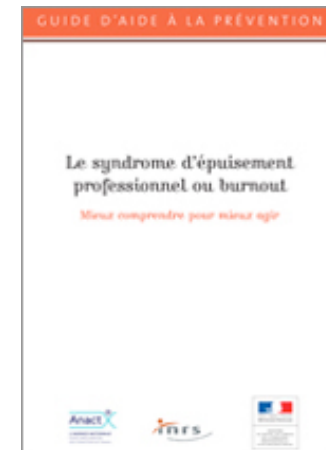 GUIDE D'AIDE À LA PRÉVENTION
Le syndrome d'épuisement
professionnel ou burnout
Mieux comprendre pour mieux agir
Anact
inrs